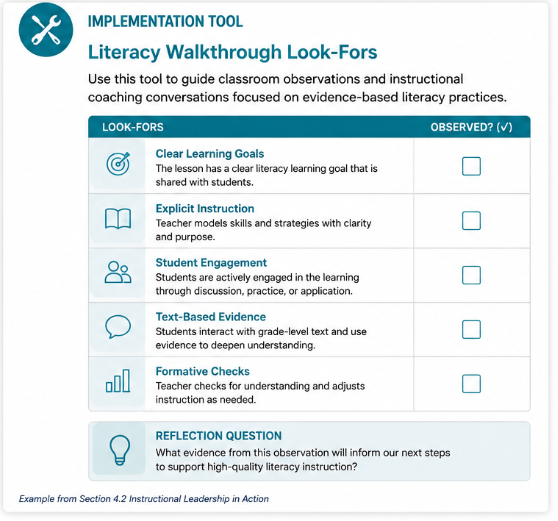 IMPLEMENTATION TOOL
Literacy Walkthrough Look-Fors
Use this tool to guide classroom observations and instructional
coaching conversations focused on evidence-based literacy practices.
LOOK-FORS OBSERVED? (✓)
Clear Learning Goals
The lesson has a clear literacy learning goal that is
shared with students.
Explicit Instruction
Teacher models skills and strategies with clarity
and purpose.
Student Engagement
Students are actively engaged in the learning
through discussion, practice, or application.
Text-Based Evidence
Students interact with grade-level text and use
evidence to deepen understanding.
Formative Checks
Teacher checks for understanding and adjusts
instruction as needed.
REFLECTION QUESTION
What evidence from this observation will inform our next steps
to support high-quality literacy instruction?
Example from Section 4.2 Instructional Leadership in Action